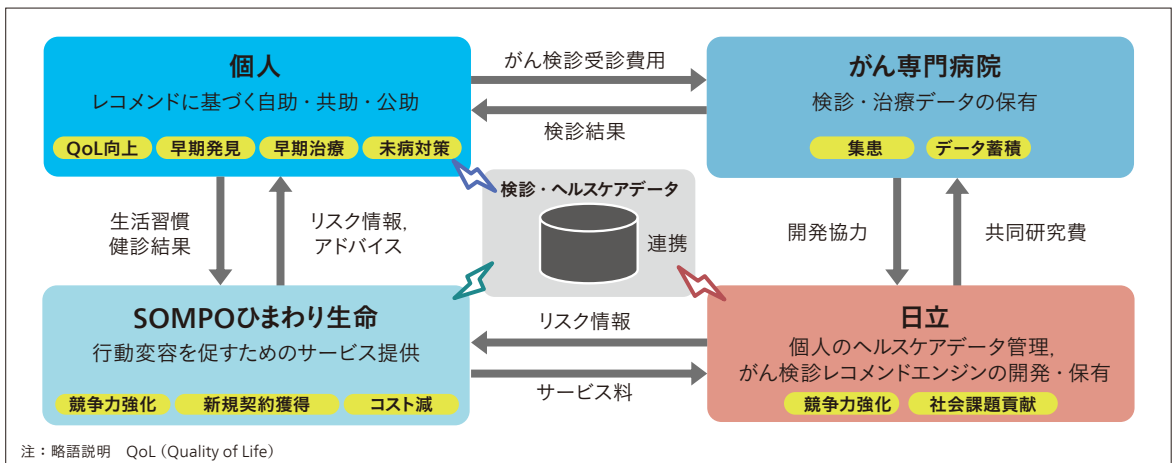 個人
レコメンドに基づく自助・共助・公助
QoL向上 早期発見 早期治療 未病対策
がん検診受診費用
検診結果
がん専門病院
検診・治療データの保有
集患 データ蓄積
検診・ヘルスケアデータ
連携
生活習慣
健診結果
リスク情報,
アドバイス
開発協力
共同研究費
SOMPOひまわり生命
行動変容を促すためのサービス提供
競争力強化 新規契約獲得 コスト減
リスク情報
サービス料
日立
個人のヘルスケアデータ管理,
がん検診レコメンドエンジンの開発・保有
競争力強化 社会課題貢献
注:略語説明 QoL(Quality of Life)